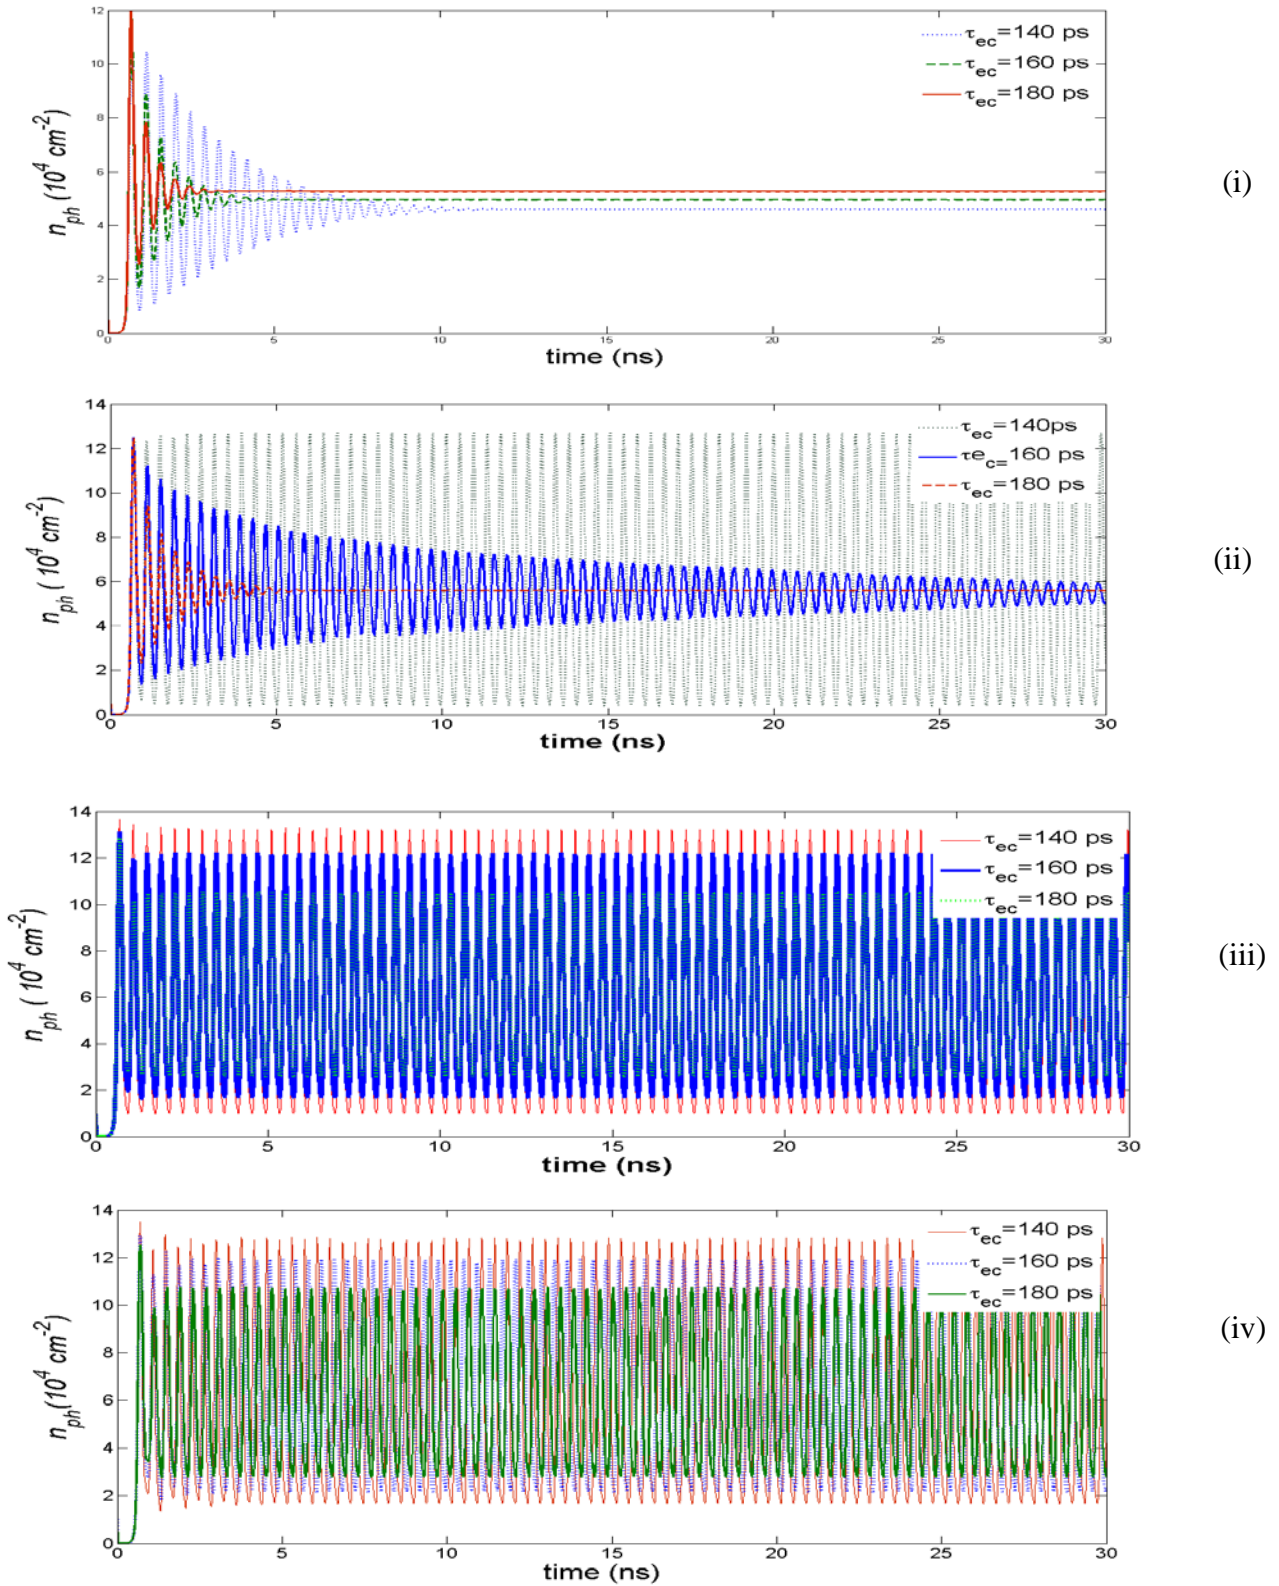 12
10
8
6
4
2
0
n_ph (10^4 cm^-2)
τ_ec=140 ps
τ_ec=160 ps
τ_ec=180 ps
(i)
0 5 10 15 20 25 30
time (ns)
14
12
10
8
6
4
2
0
n_ph ( 10^4 cm^-2)
τ_ec=140ps
τe_c=160 ps
τ_ec=180 ps
(ii)
0 5 10 15 20 25 30
time (ns)
14
12
10
8
6
4
2
0
n_ph ( 10^4 cm^-2)
τ_ec=140 ps
τ_ec=160 ps
τ_ec=180 ps
(iii)
0 5 10 15 20 25 30
time (ns)
14
12
10
8
6
4
2
0
n_ph(10^4 cm^-2)
τ_ec=140 ps
τ_ec=160 ps
τ_ec=180 ps
(iv)
0 5 10 15 20 25 30
time (ns)